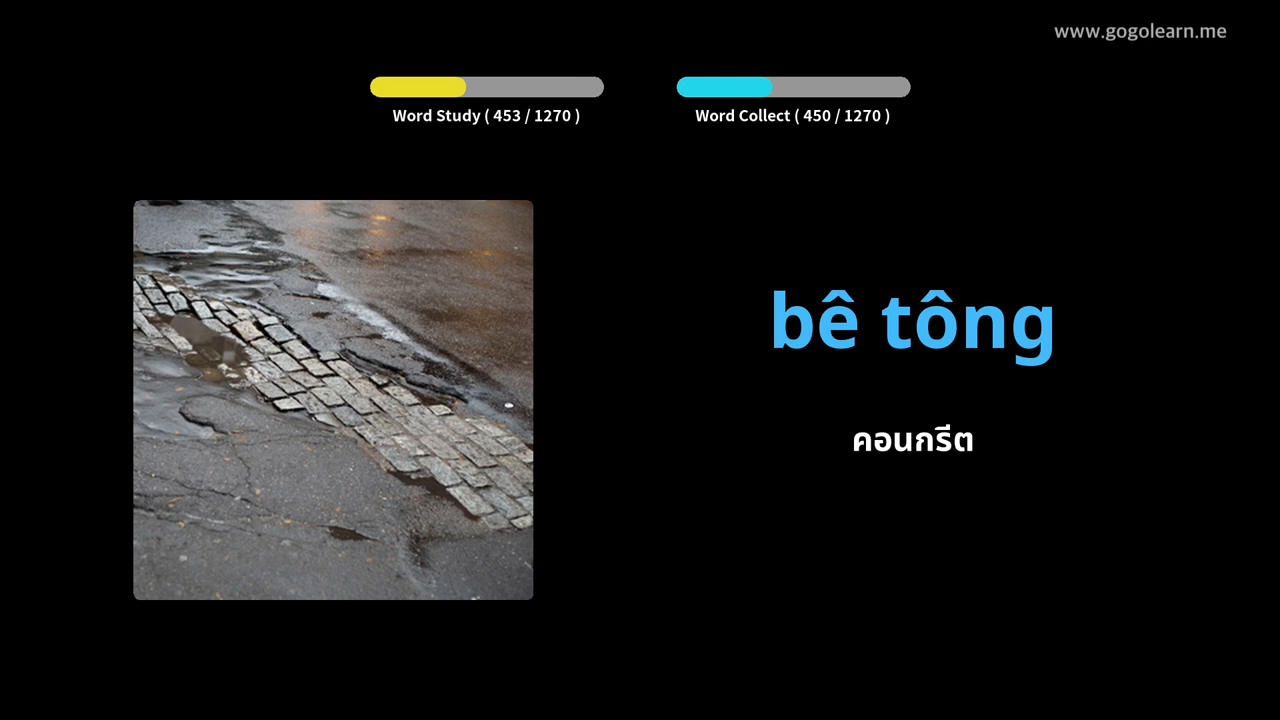 www.gogolearn.me
Word Study ( 453 / 1270 )
Word Collect ( 450 / 1270 )
bê tông
คอนกรีต